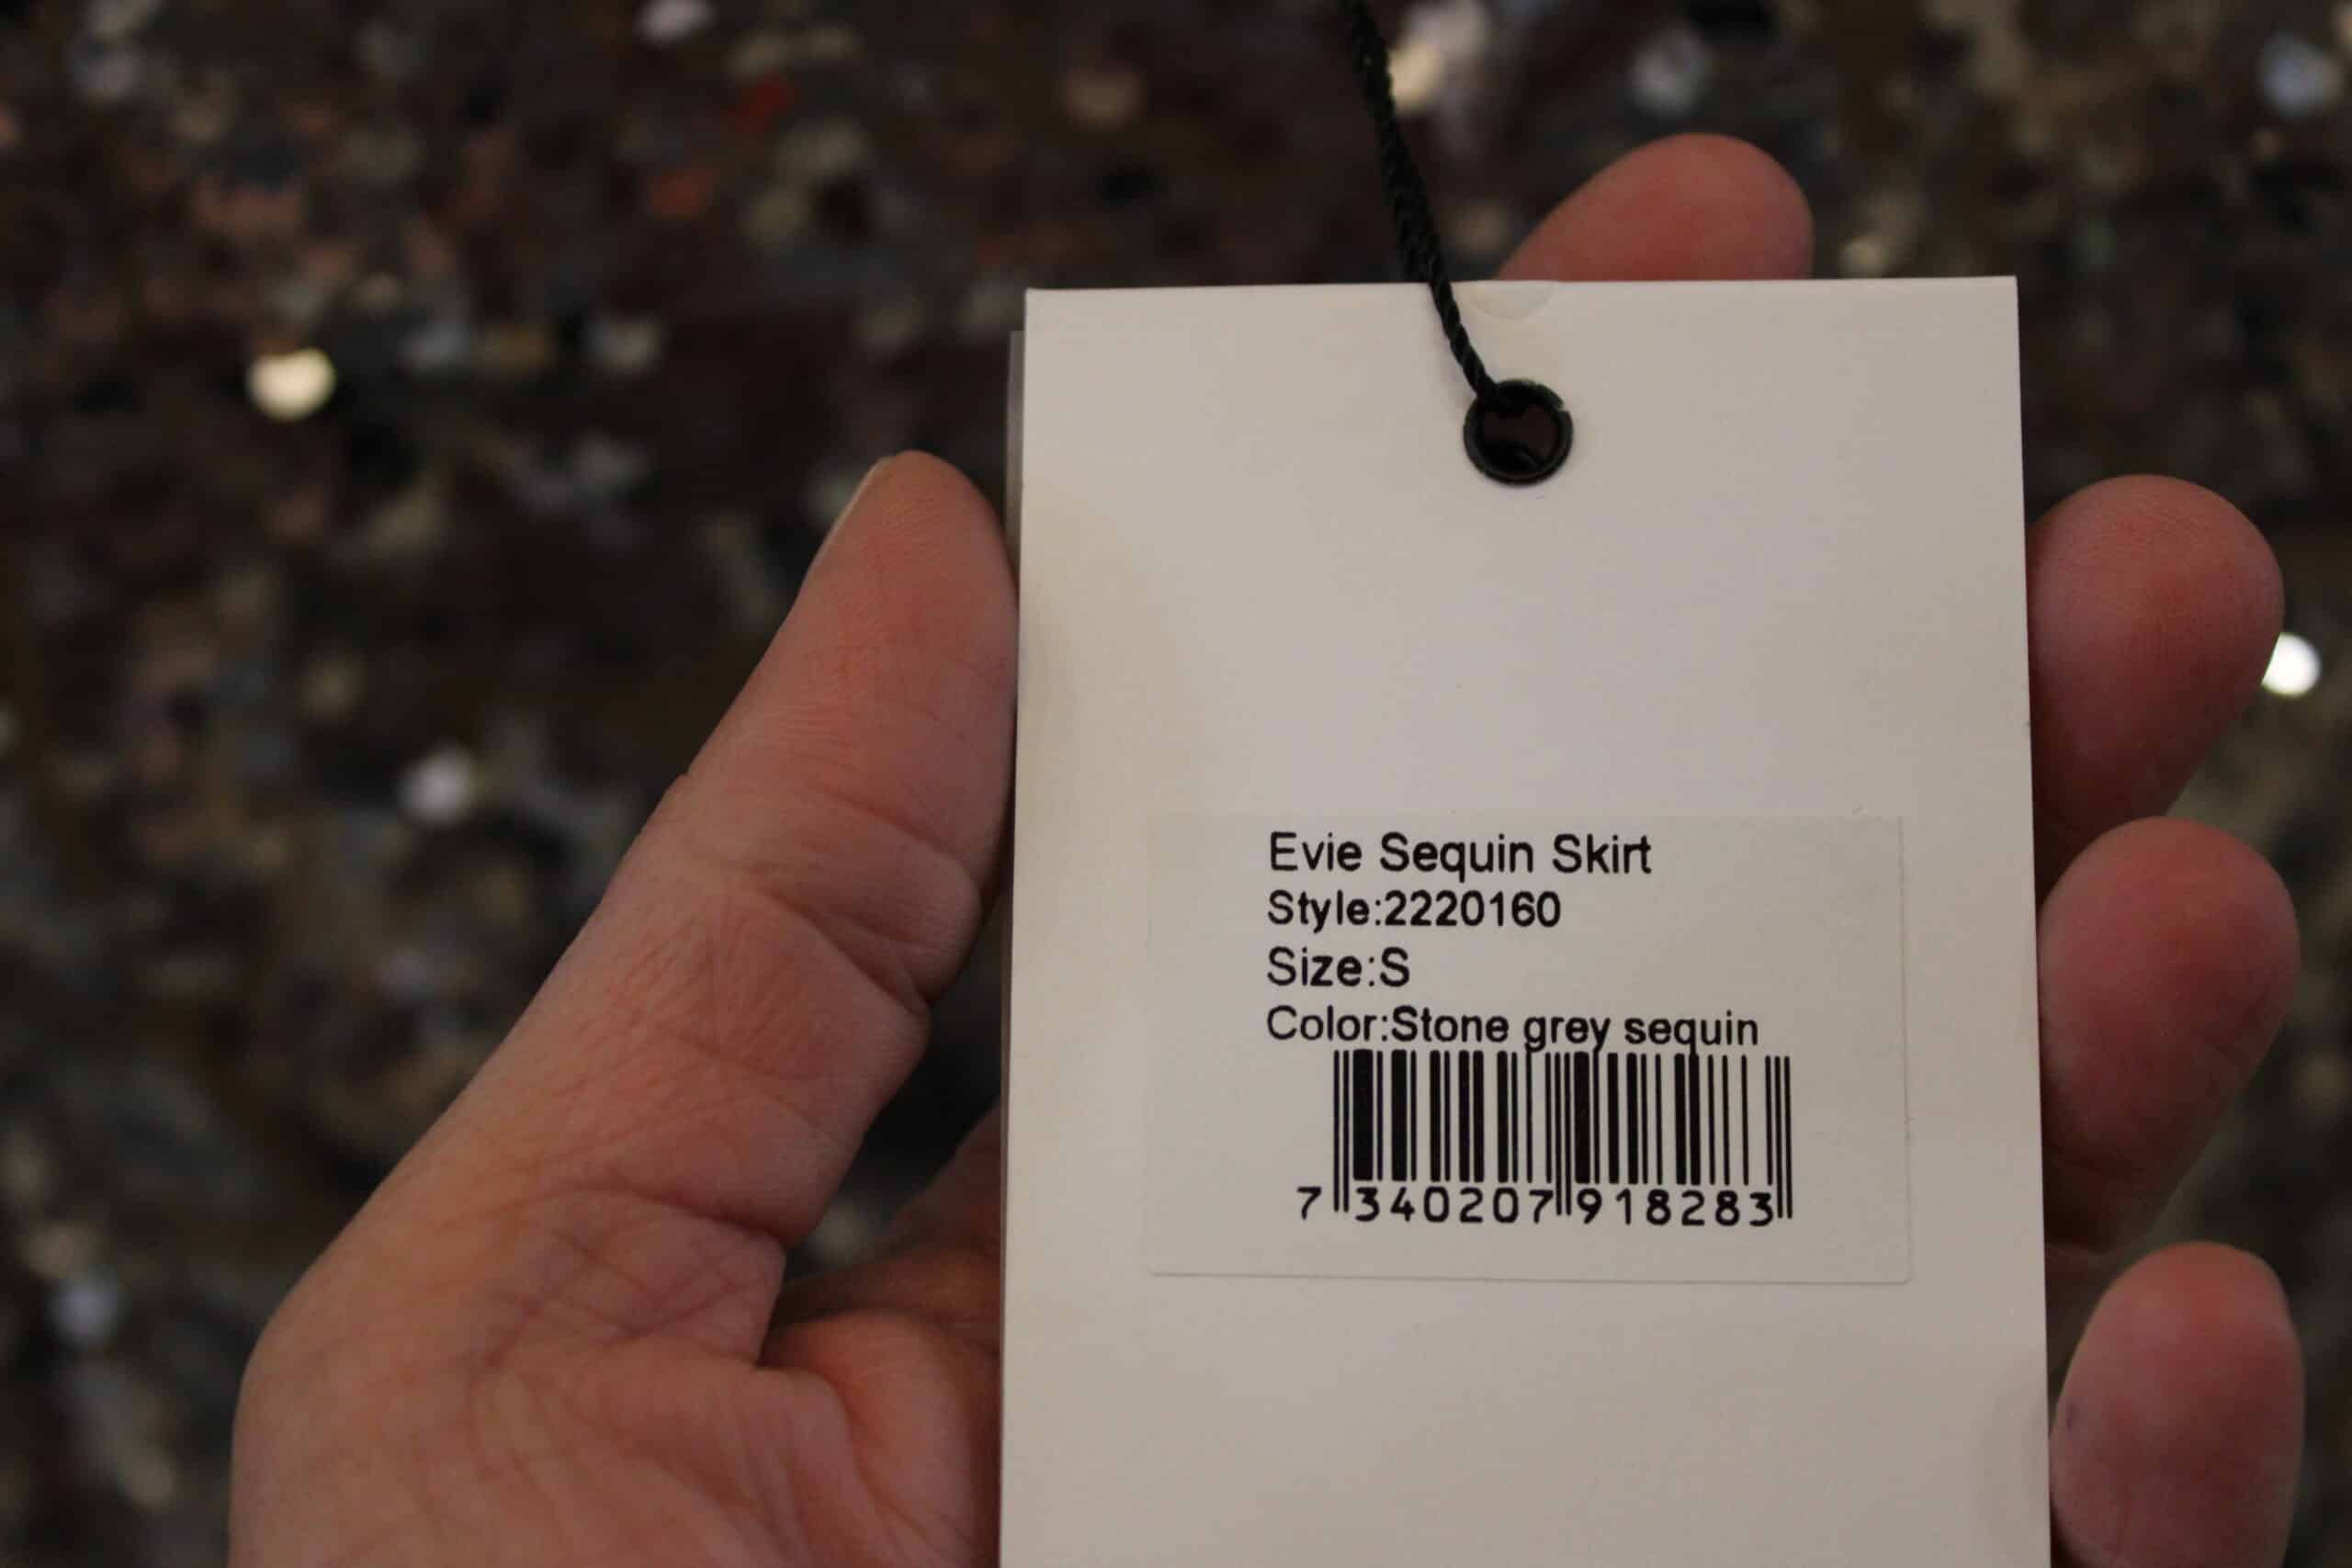 Evie Sequin Skirt
Style:2220160
Size:S
Color:Stone grey sequin
7 340207 918283